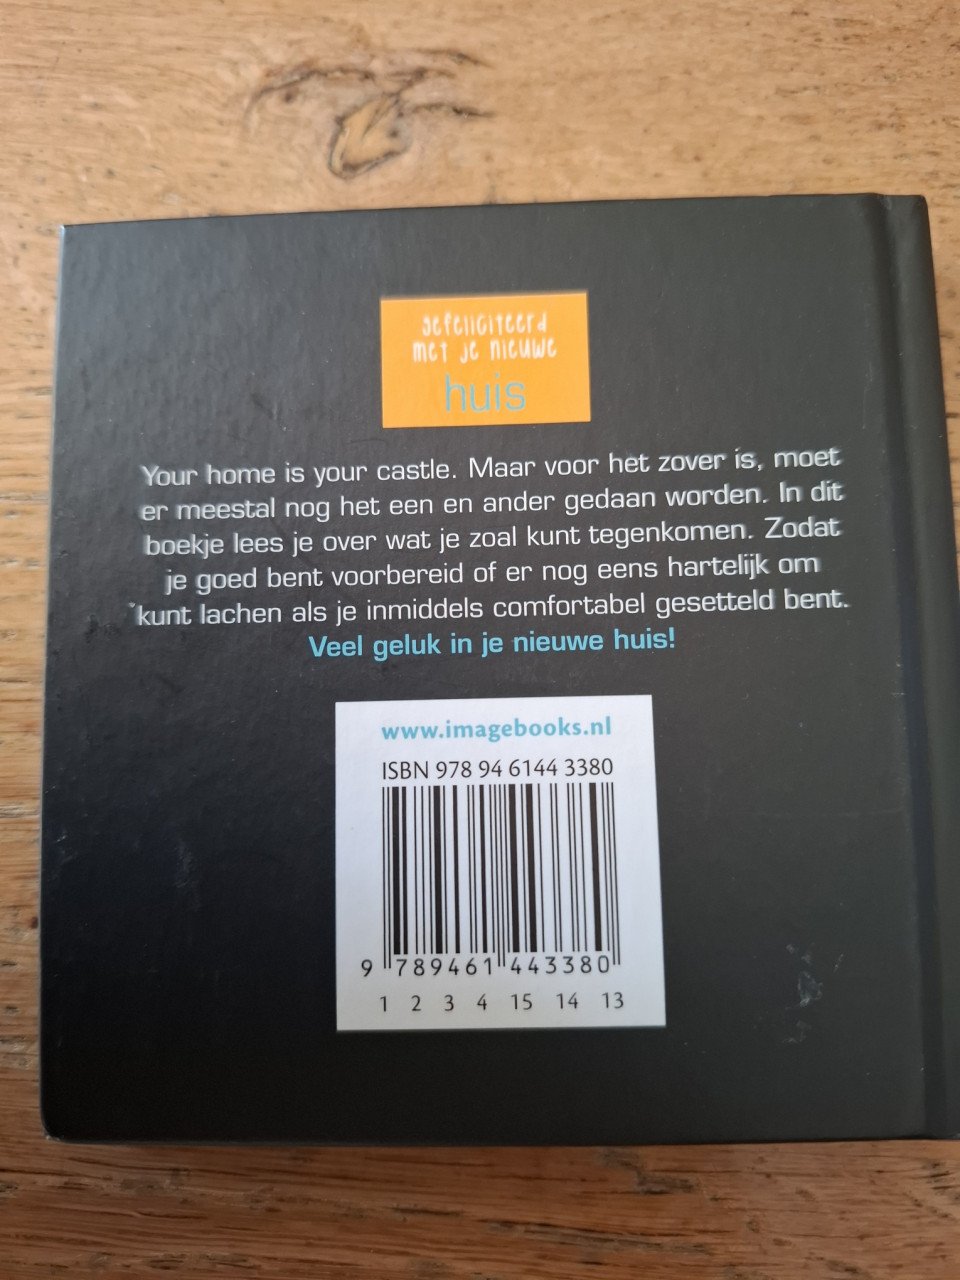 gefeliciteerd
met je nieuwe
huis
Your home is your castle. Maar voor het zover is, moet
er meestal nog het een en ander gedaan worden. In dit
boekje lees je over wat je zoal kunt tegenkomen. Zodat
je goed bent voorbereid of er nog eens hartelijk om
kunt lachen als je inmiddels comfortabel gesetteld bent.
Veel geluk in je nieuwe huis!
www.imagebooks.nl
ISBN 978 94 6144 3380
9 789461 443380
1 2 3 4 15 14 13